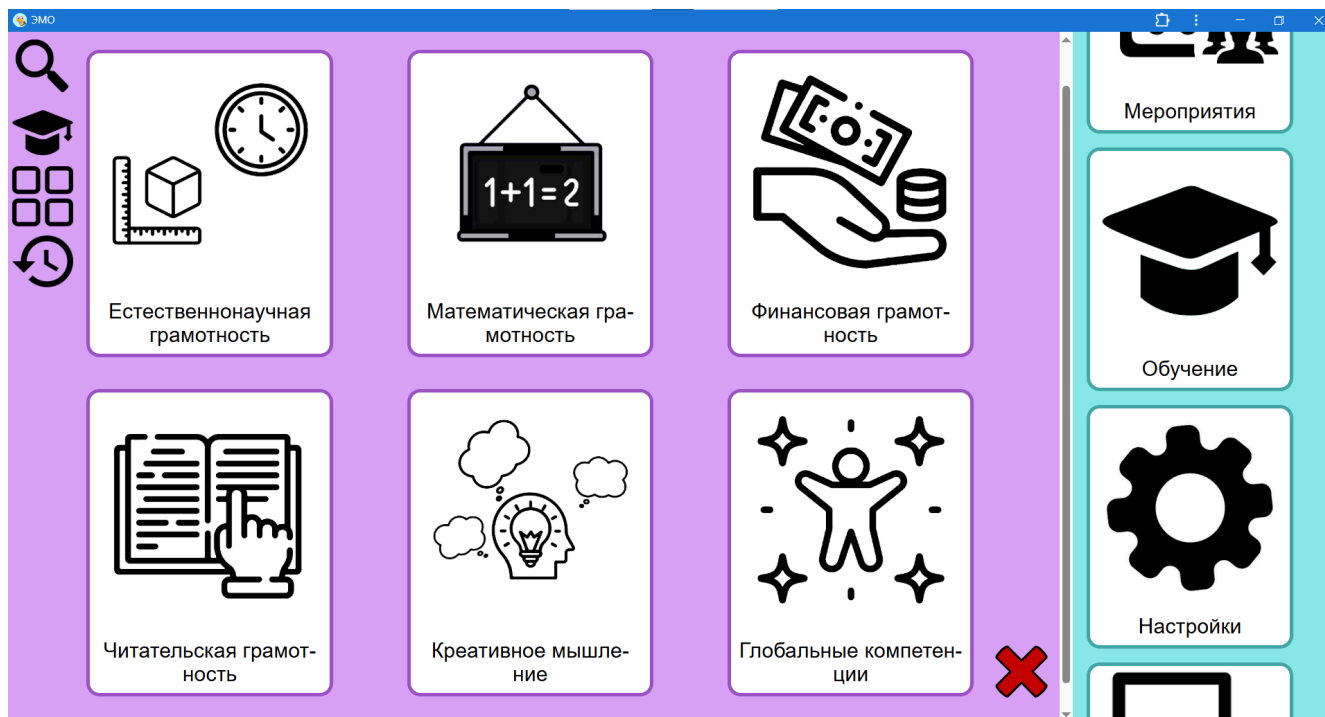 ЭМО
1+1=2
Естественнонаучная
грамотность
Математическая гра-
мотность
Финансовая грамот-
ность
Читательская грамот-
ность
Креативное мышле-
ние
Глобальные компетен-
ции
Мероприятия
Обучение
Настройки